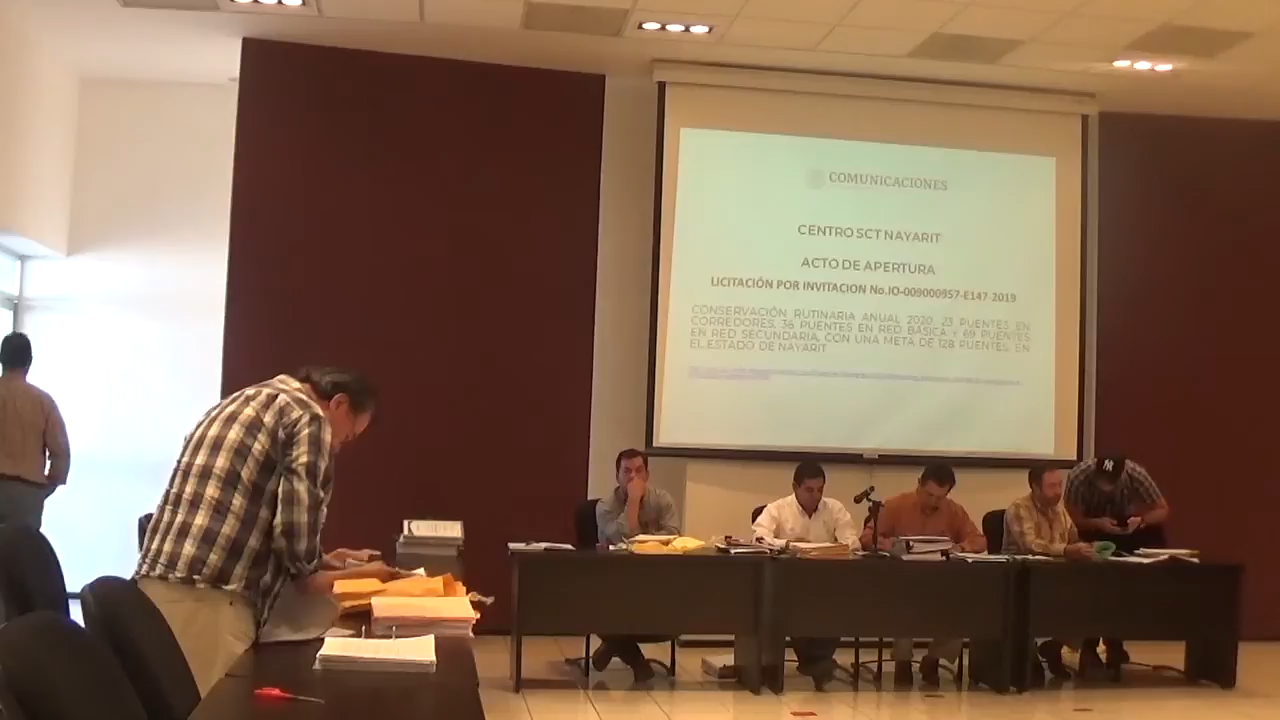 COMUNICACIONES
CENTRO SCT NAYARIT
ACTO DE APERTURA
LICITACIÓN POR INVITACION No.IO-009000957-E147-2019
CONSERVACIÓN RUTINARIA ANUAL 2020, 23 PUENTES EN
CORREDORES, 36 PUENTES EN RED BÁSICA Y 69 PUENTES
EN RED SECUNDARIA, CON UNA META DE 128 PUENTES, EN
EL ESTADO DE NAYARIT